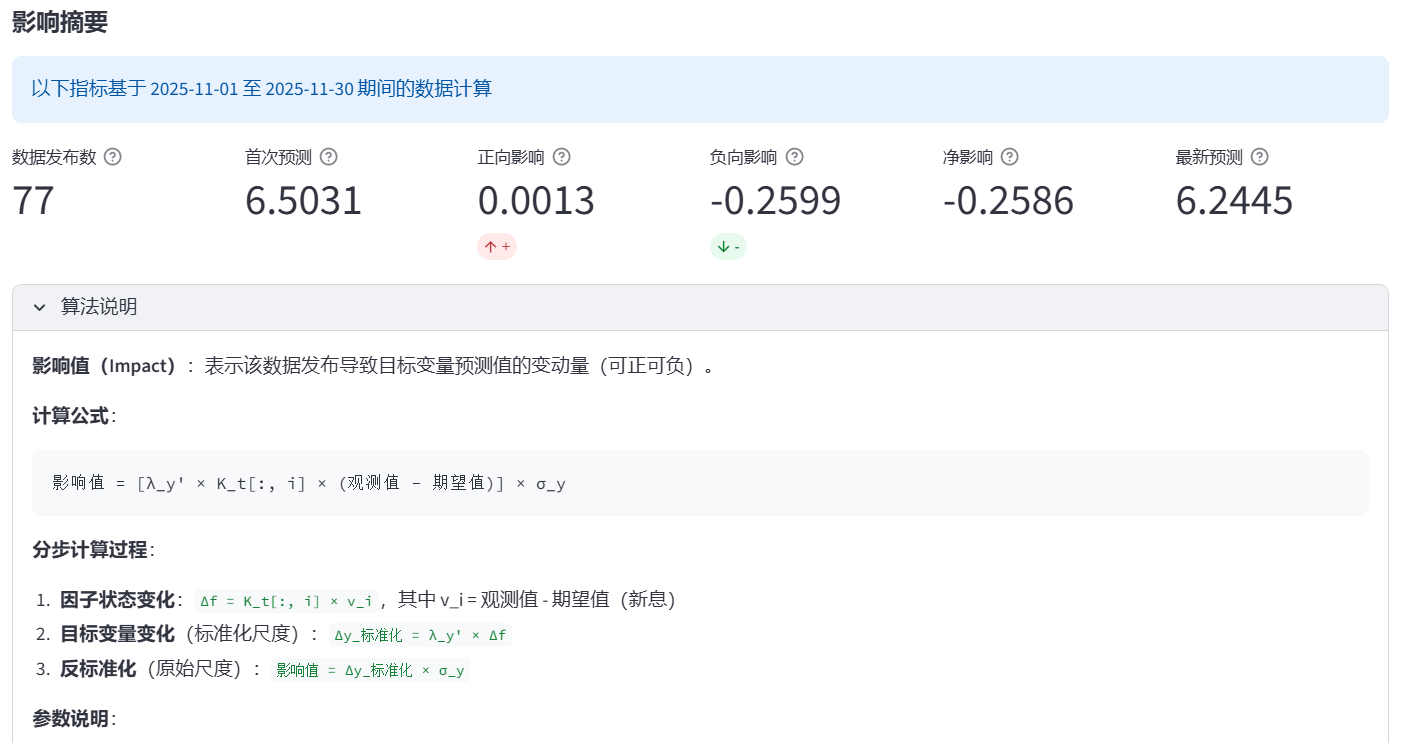 影响摘要
以下指标基于 2025-11-01 至 2025-11-30 期间的数据计算
数据发布数 首次预测 正向影响 负向影响 净影响 最新预测
77 6.5031 0.0013 -0.2599 -0.2586 6.2445
↑ + ↓ -
算法说明
影响值（Impact）：表示该数据发布导致目标变量预测值的变动量（可正可负）。
计算公式:
影响值 = [λ_y' × K_t[:, i] × (观测值 - 期望值)] × σ_y
分步计算过程:
1. 因子状态变化: Δf = K_t[:, i] × v_i, 其中 v_i = 观测值 - 期望值（新息）
2. 目标变量变化（标准化尺度）: Δy_标准化 = λ_y' × Δf
3. 反标准化（原始尺度）: 影响值 = Δy_标准化 × σ_y
参数说明: